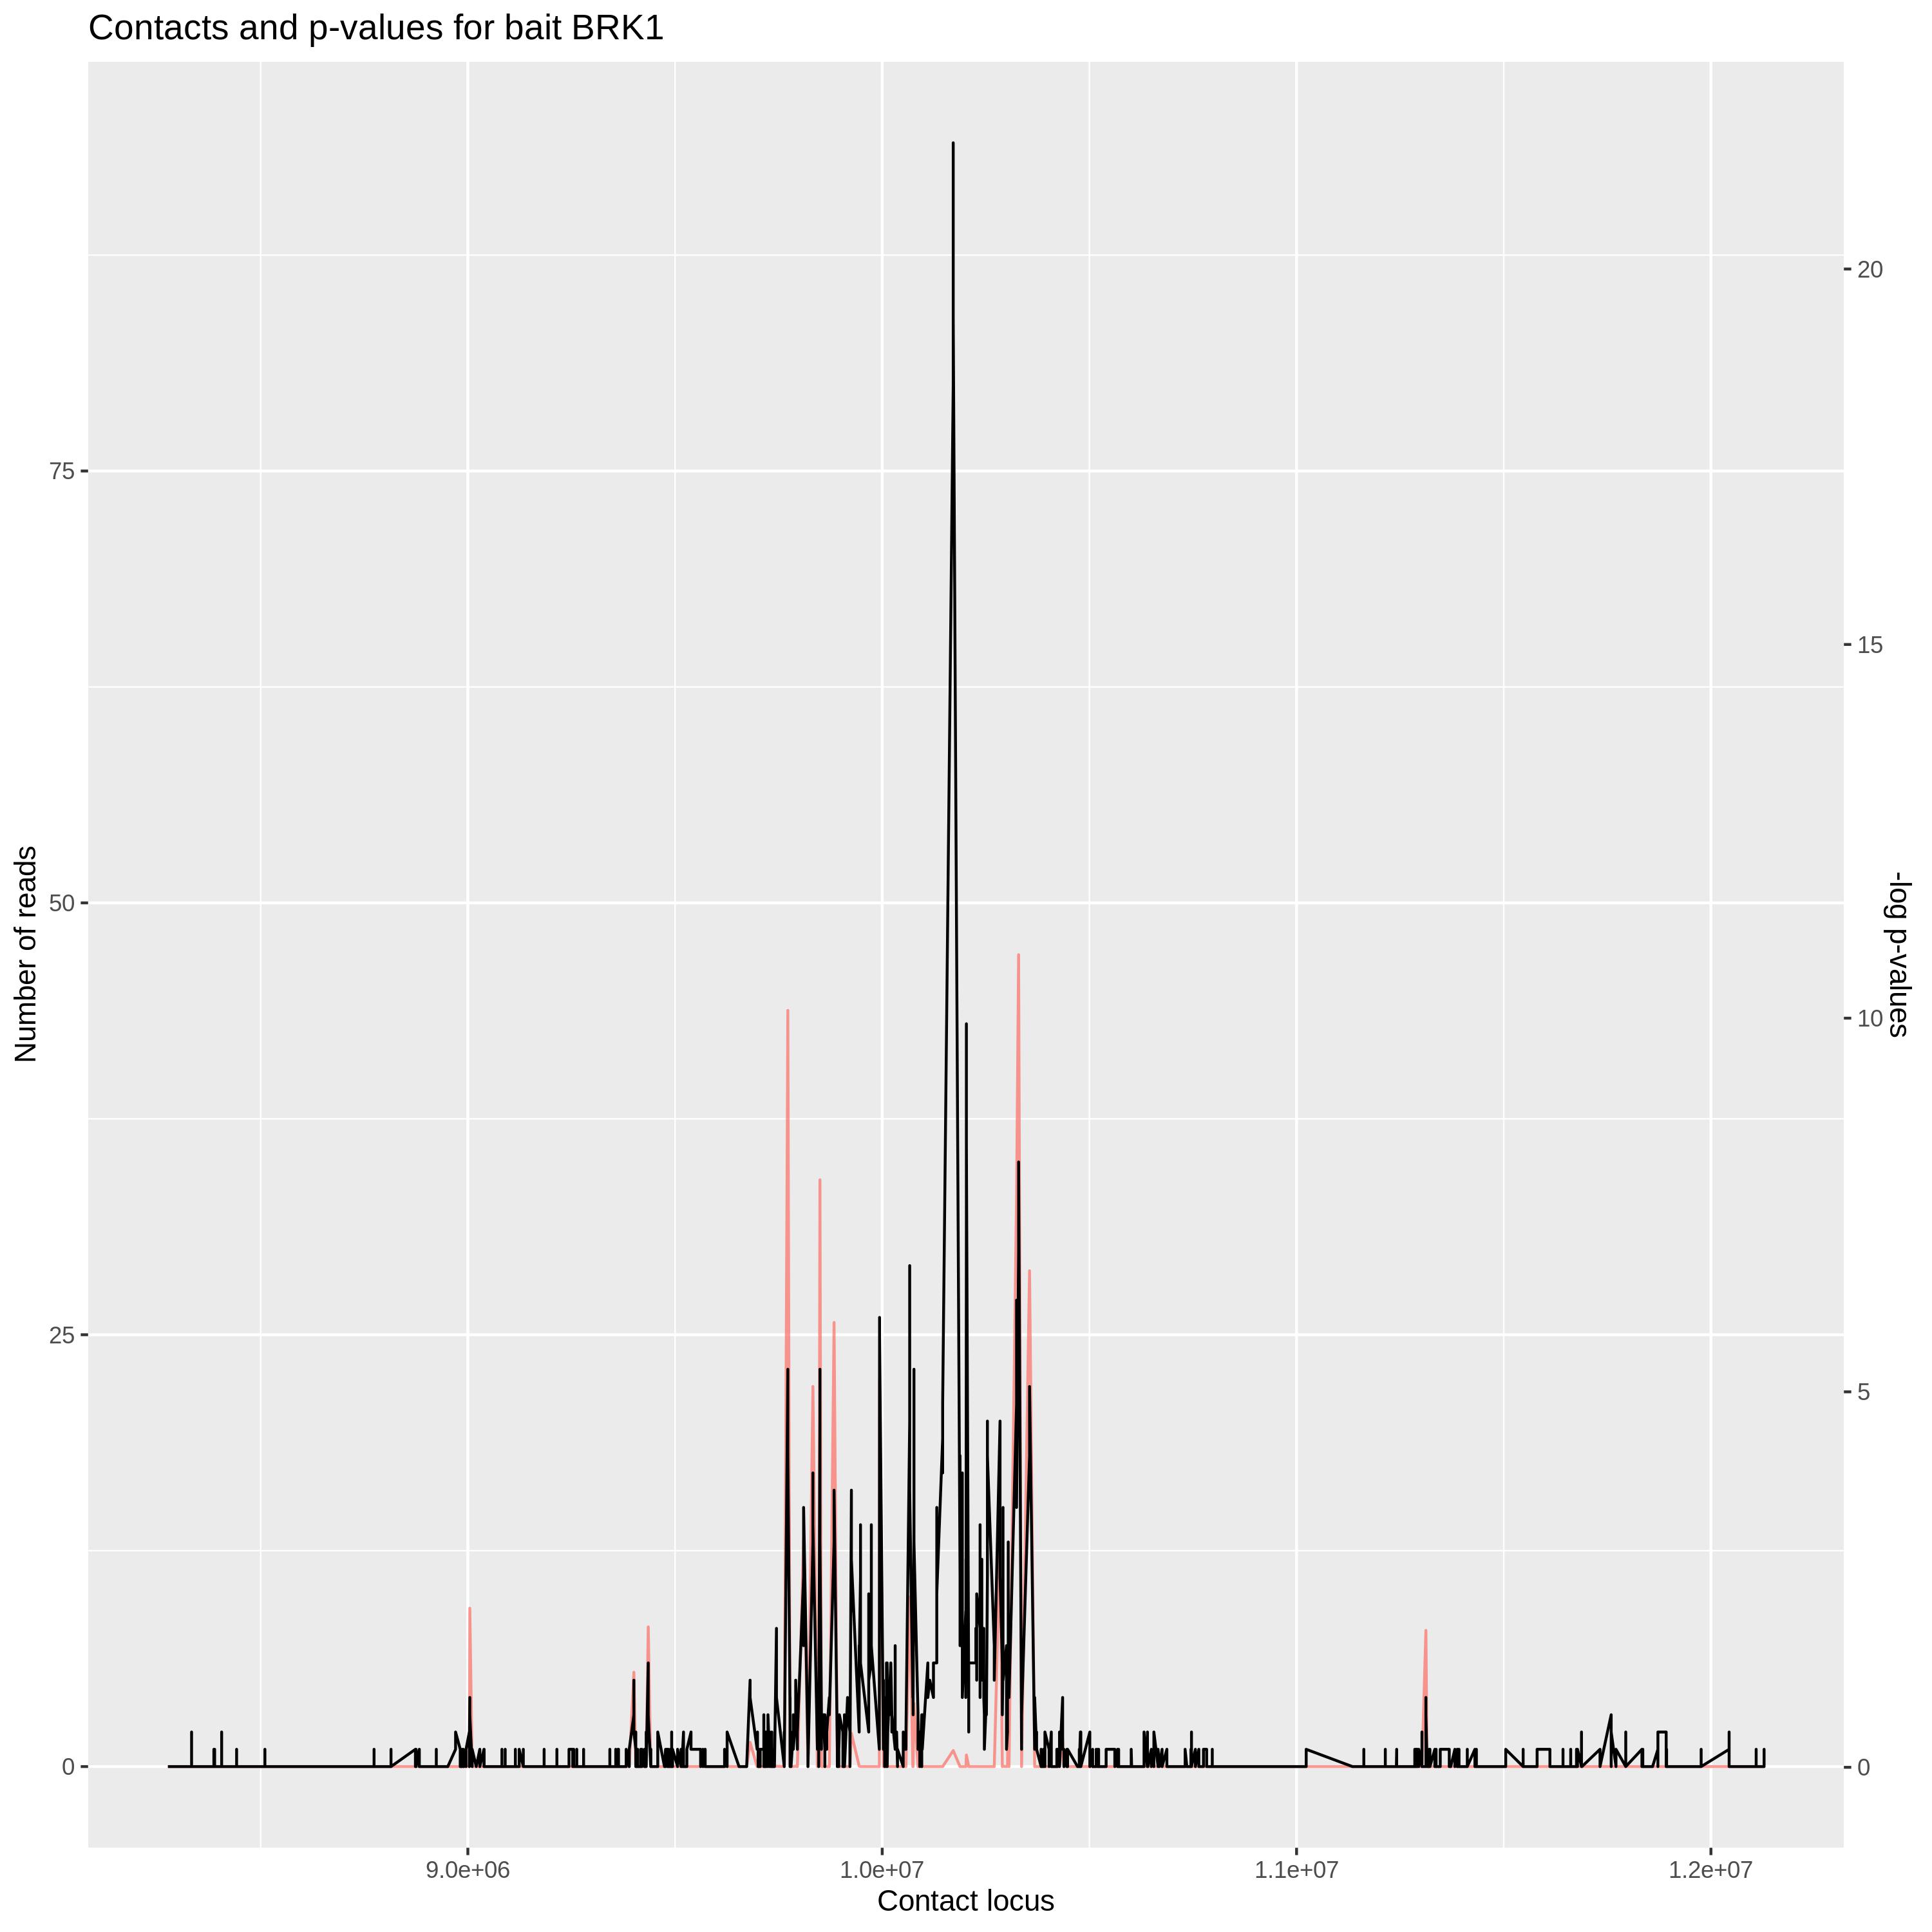 Contacts and p-values for bait BRK1
Number of reads
75
50
25
0
20
15
10
5
0
-log p-values
9.0e+06
1.0e+07
1.1e+07
1.2e+07
Contact locus